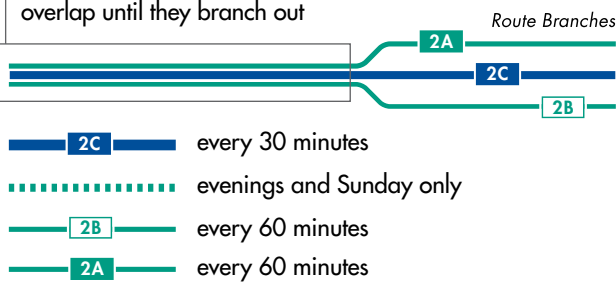 overlap until they branch out
Route Branches
2A
2C
2B
2C every 30 minutes
evenings and Sunday only
2B every 60 minutes
2A every 60 minutes